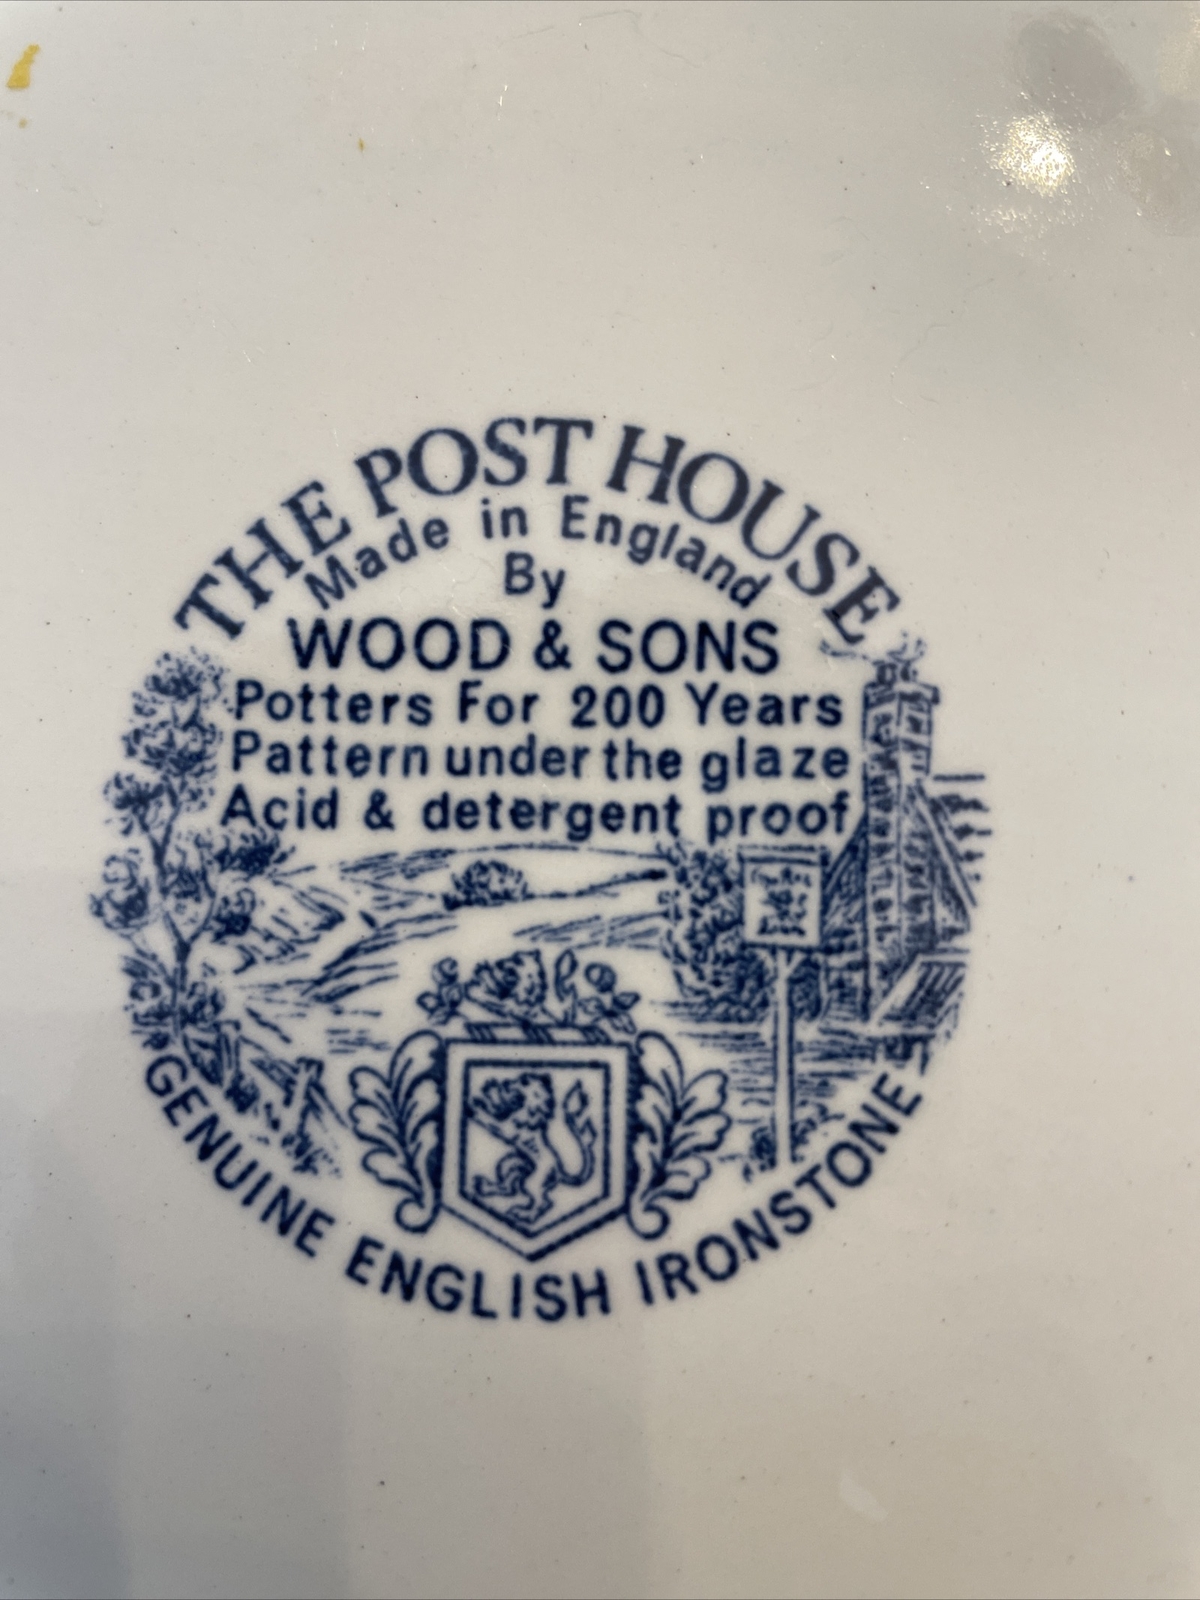 THE POST HOUSE
Made in England
By
WOOD & SONS
Potters For 200 Years
Pattern under the glaze
Acid & detergent proof
GENUINE ENGLISH IRONSTONE